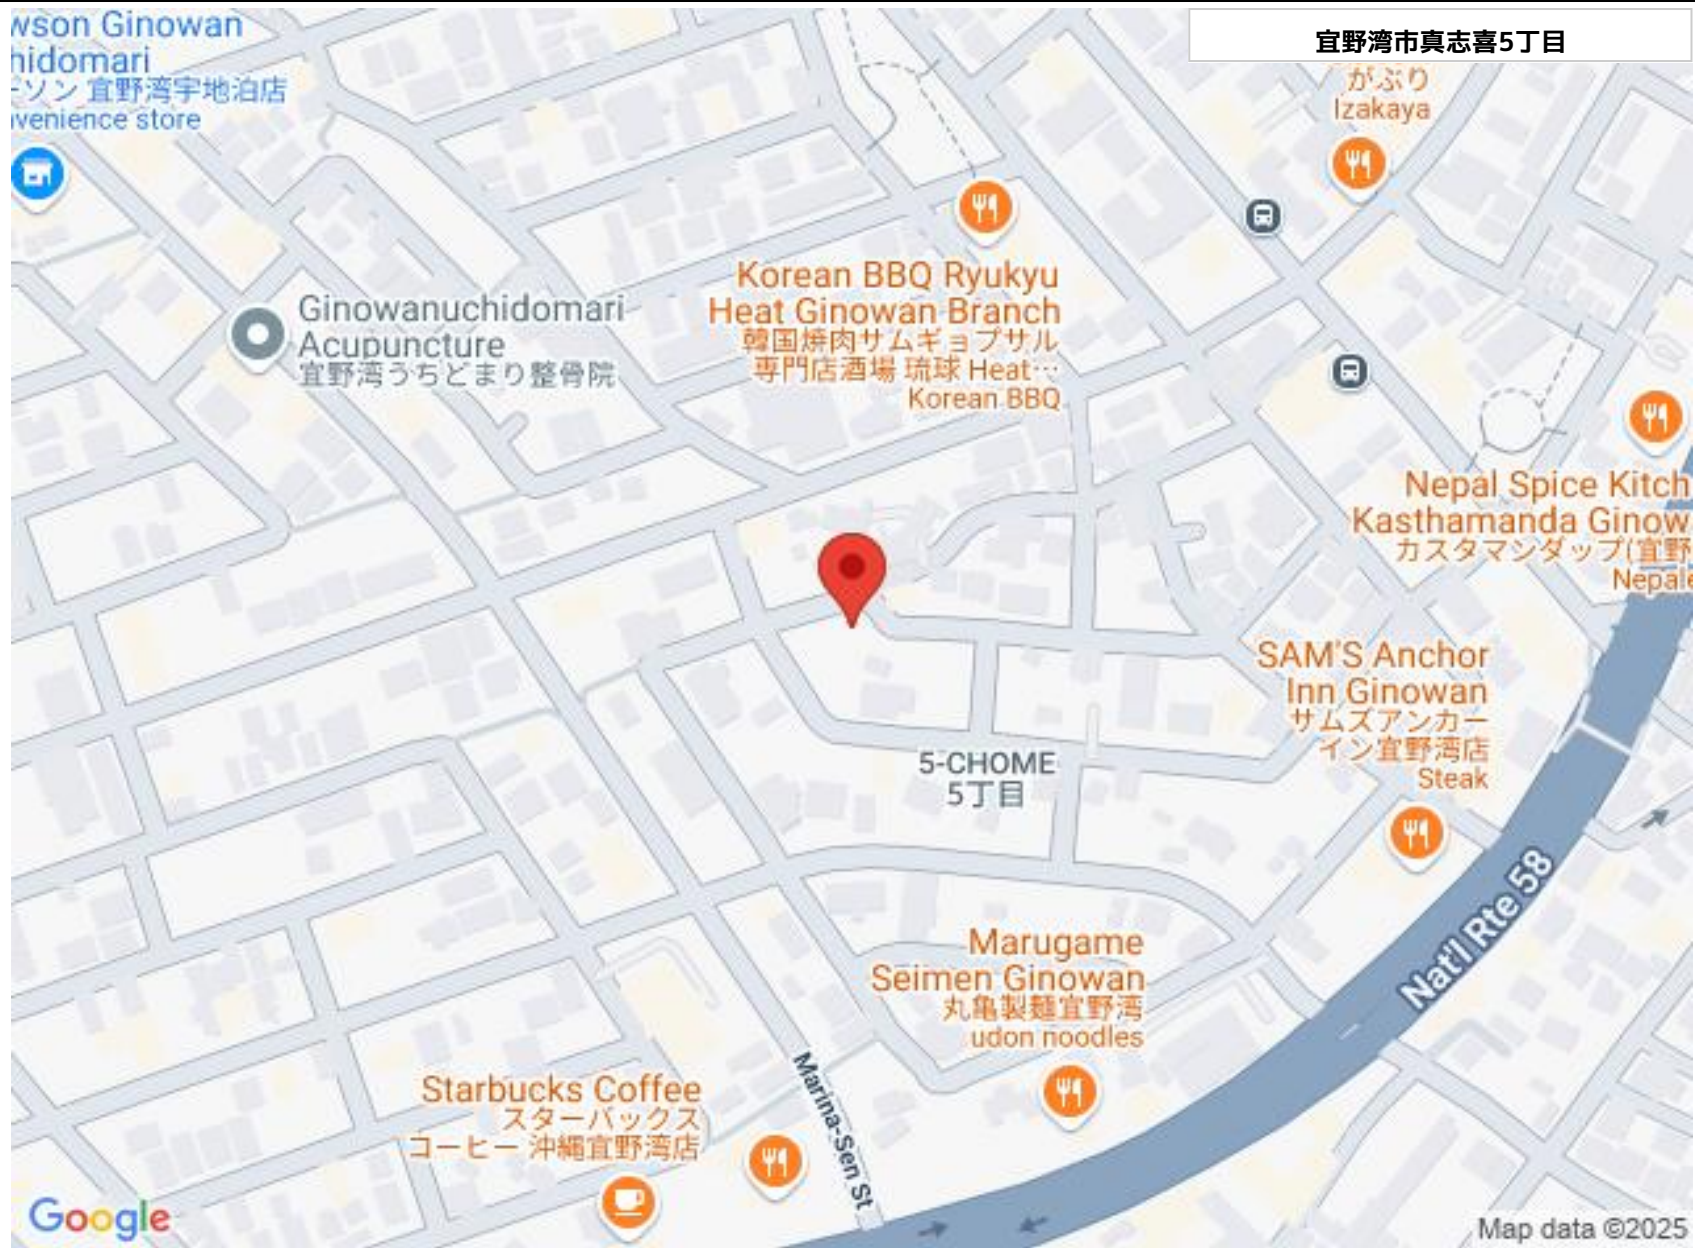 宜野湾市真志喜5丁目
wson Ginowan
hidomari
ソン 宜野湾宇地泊店
venience store
がぶり
Izakaya
Korean BBQ Ryukyu
Heat Ginowan Branch
韓国焼肉サムギョプサル
専門店酒場 琉球 Heat…
Korean BBQ
Ginowanuchidomari
Acupuncture
宜野湾うちどまり整骨院
Nepal Spice Kitch
Kasthamanda Ginow
カスタマンダップ(宜野
Nepale
SAM'S Anchor
Inn Ginowan
サムズアンカー
イン宜野湾店
Steak
5-CHOME
5丁目
Nat'l Rte 58
Marugame
Seimen Ginowan
丸亀製麺宜野湾
udon noodles
Marina-Sen St
Starbucks Coffee
スターバックス
コーヒー 沖縄宜野湾店
Google
Map data ©2025